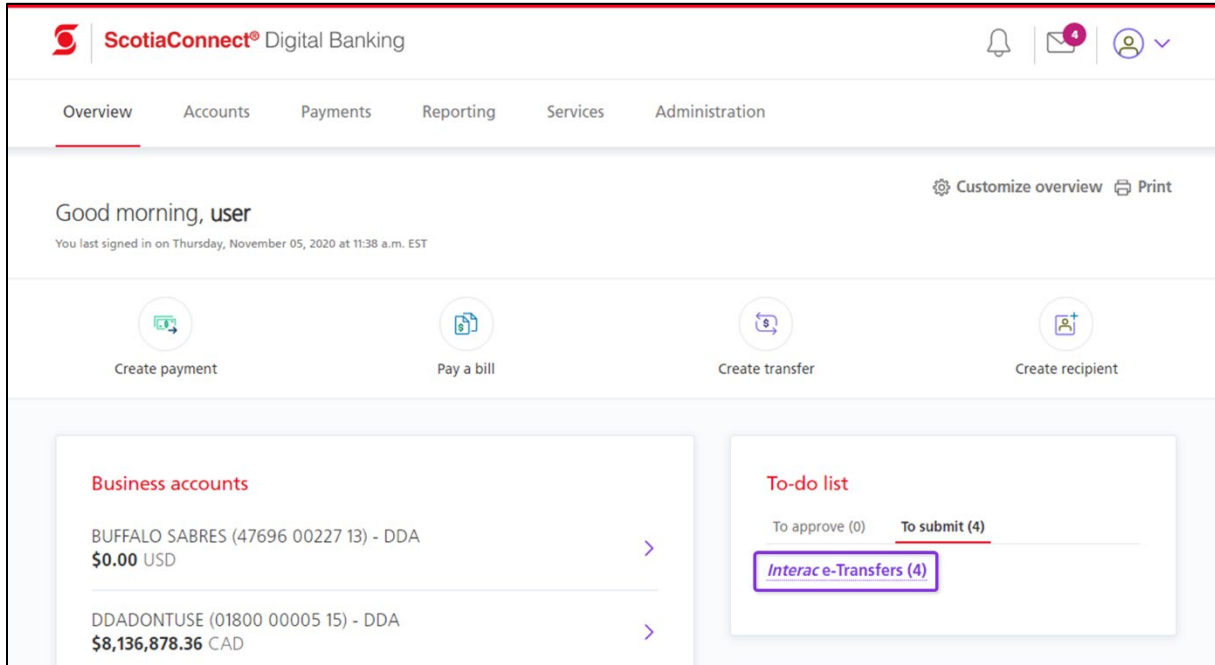 ScotiaConnect® Digital Banking
4
Overview Accounts Payments Reporting Services Administration
Customize overview Print
Good morning, user
You last signed in on Thursday, November 05, 2020 at 11:38 a.m. EST
Create payment Pay a bill Create transfer Create recipient
Business accounts
BUFFALO SABRES (47696 00227 13) - DDA
$0.00 USD
DDADONTUSE (01800 00005 15) - DDA
$8,136,878.36 CAD
To-do list
To approve (0) To submit (4)
Interac e-Transfers (4)